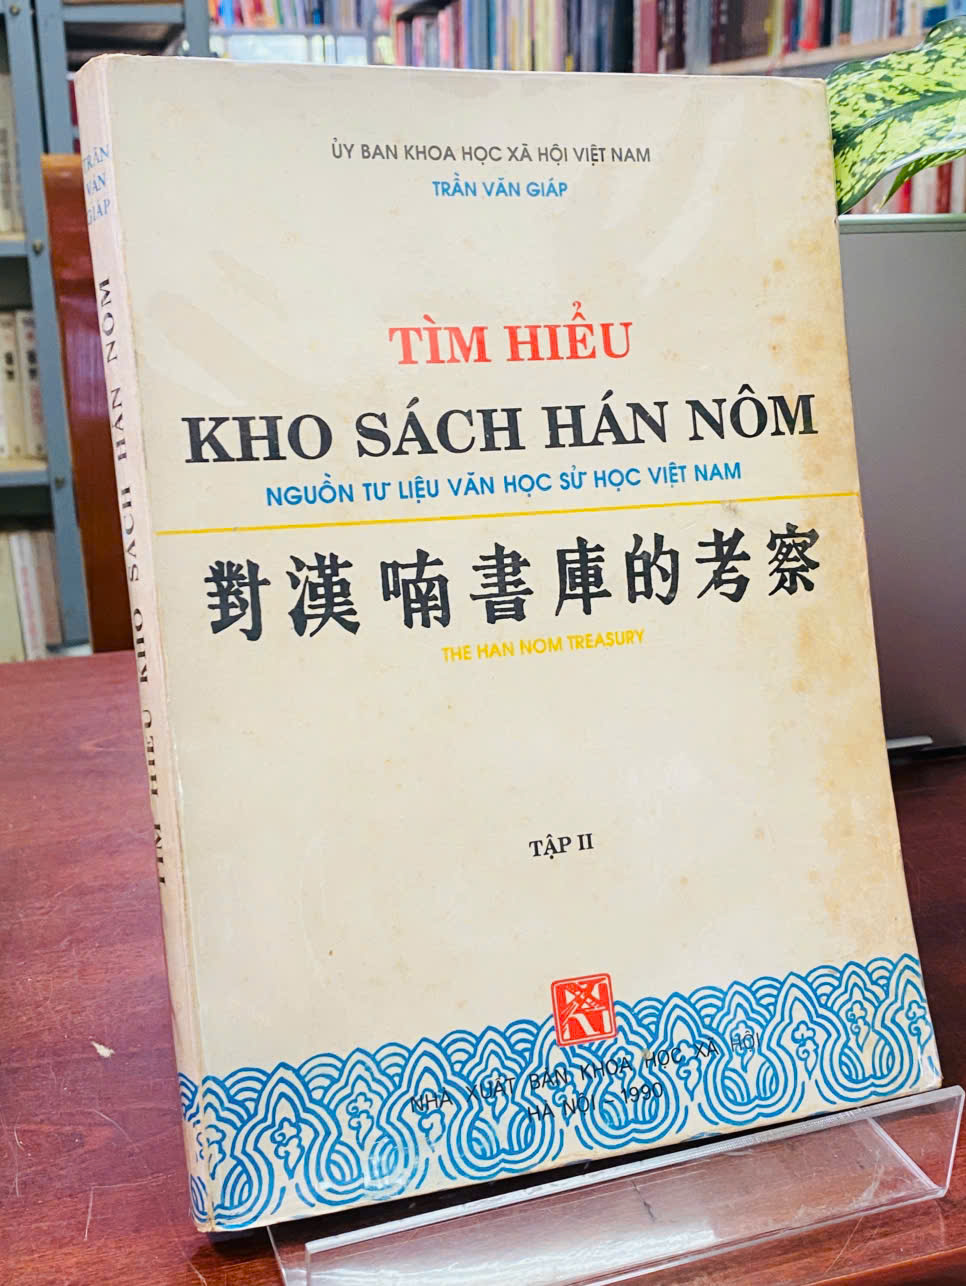 ỦY BAN KHOA HỌC XÃ HỘI VIỆT NAM
TRẦN VĂN GIÁP
TÌM HIỂU
KHO SÁCH HÁN NÔM
NGUỒN TƯ LIỆU VĂN HỌC SỬ HỌC VIỆT NAM
對漢喃書庫的考察
THE HAN NOM TREASURY
TẬP II
NHÀ XUẤT BẢN KHOA HỌC XÃ HỘI
HÀ NỘI - 1990
TRẦN
VĂN
GIÁP
TÌM HIỂU KHO SÁCH HÁN NÔM